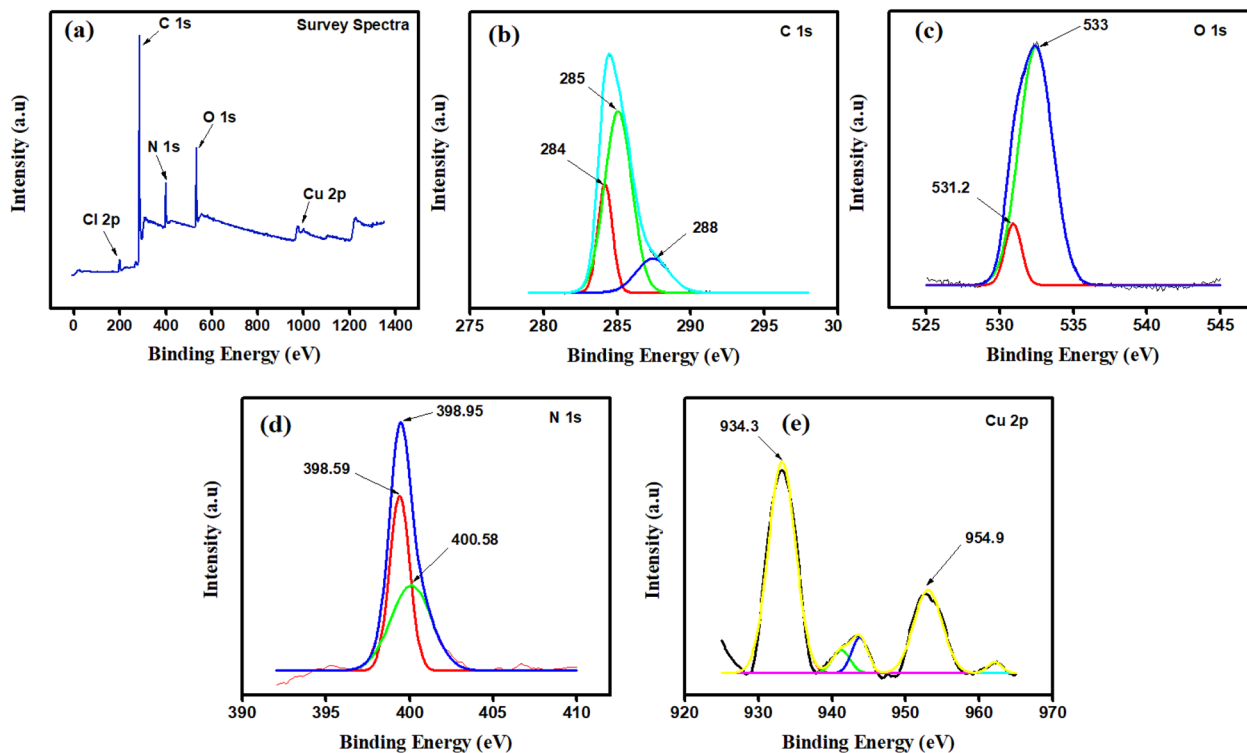 (a)
C 1s
Survey Spectra
O 1s
N 1s
Cu 2p
Cl 2p
Intensity (a.u)
0 200 400 600 800 1000 1200 1400
Binding Energy (eV)
(b)
C 1s
285
284
288
Intensity (a.u)
275 280 285 290 295 30
Binding Energy (eV)
(c)
533
O 1s
531.2
Intensity (a.u)
525 530 535 540 545
Binding Energy (eV)
(d)
398.95
N 1s
398.59
400.58
Intensity (a.u)
390 395 400 405 410
Binding Energy (eV)
934.3
(e)
Cu 2p
954.9
Intensity (a.u)
920 930 940 950 960 970
Binding Energy (eV)